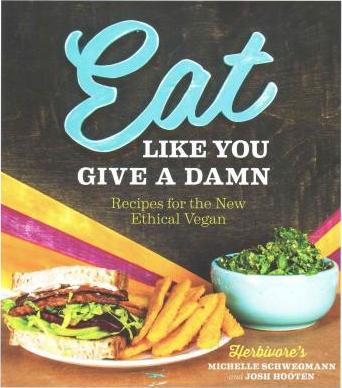 Eat
LIKE YOU
GIVE A DAMN
Recipes for the New
Ethical Vegan
Herbivore's
MICHELLE SCHWEGMANN
and JOSH HOOTEN